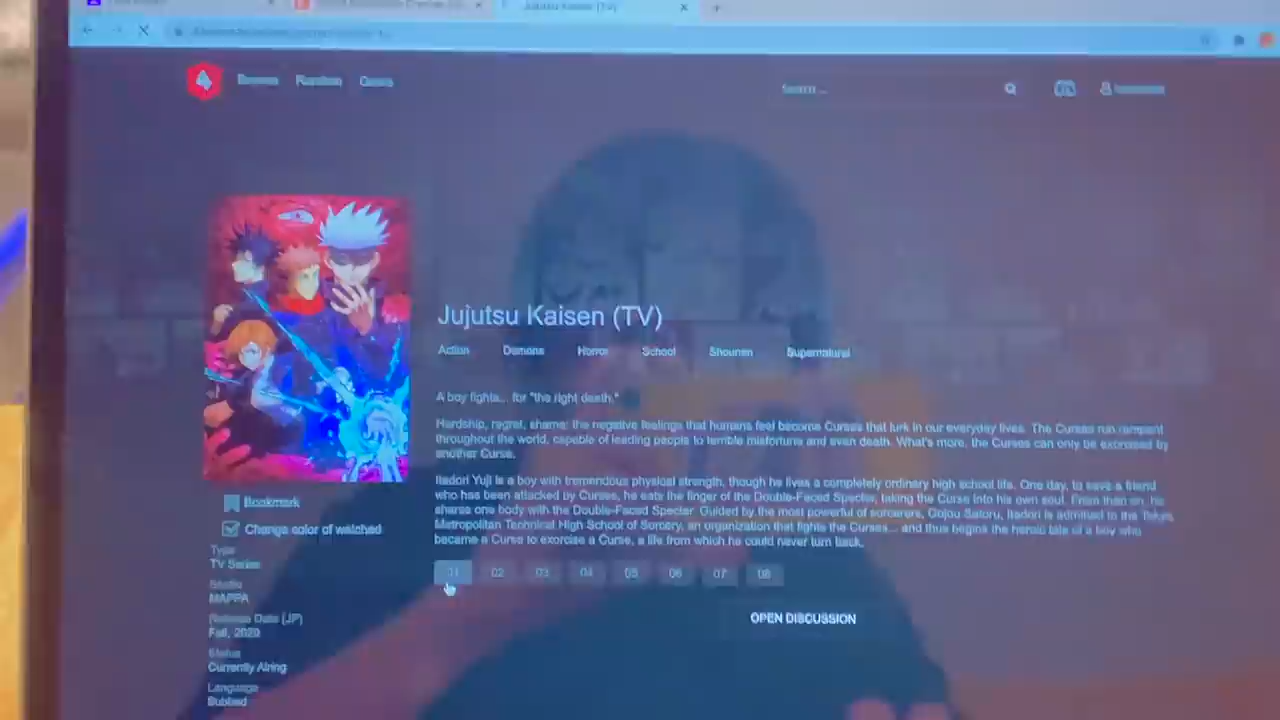 Jujutsu Kaisen (TV)
Browse Random Genre
Search ...
Jujutsu Kaisen (TV)
Action Demons Horror School Shounen Supernatural
A boy fights... for "the right death."
Hardship, regret, shame: the negative feelings that humans feel become Curses that lurk in our everyday lives. The Curses run rampant
throughout the world, capable of leading people to terrible misfortune and even death. What's more, the Curses can only be exorcised by
another Curse.
Itadori Yuji is a boy with tremendous physical strength, though he lives a completely ordinary high school life. One day, to save a friend
who has been attacked by Curses, he eats the finger of the Double-Faced Specter, taking the Curse into his own soul. From then on, he
shares one body with the Double-Faced Specter. Guided by the most powerful of sorcerers, Gojou Satoru, Itadori is admitted to the Tokyo
Metropolitan Technical High School of Sorcery, an organization that fights the Curses... and thus begins the heroic tale of a boy who
became a Curse to exorcise a Curse, a life from which he could never turn back.
01 02 03 04 05 06 07 08
OPEN DISCUSSION
Bookmark
Change color of watched
Type
TV Series
Studio
MAPPA
Release Date (JP)
Fall, 2020
Status
Currently Airing
Language
Subbed